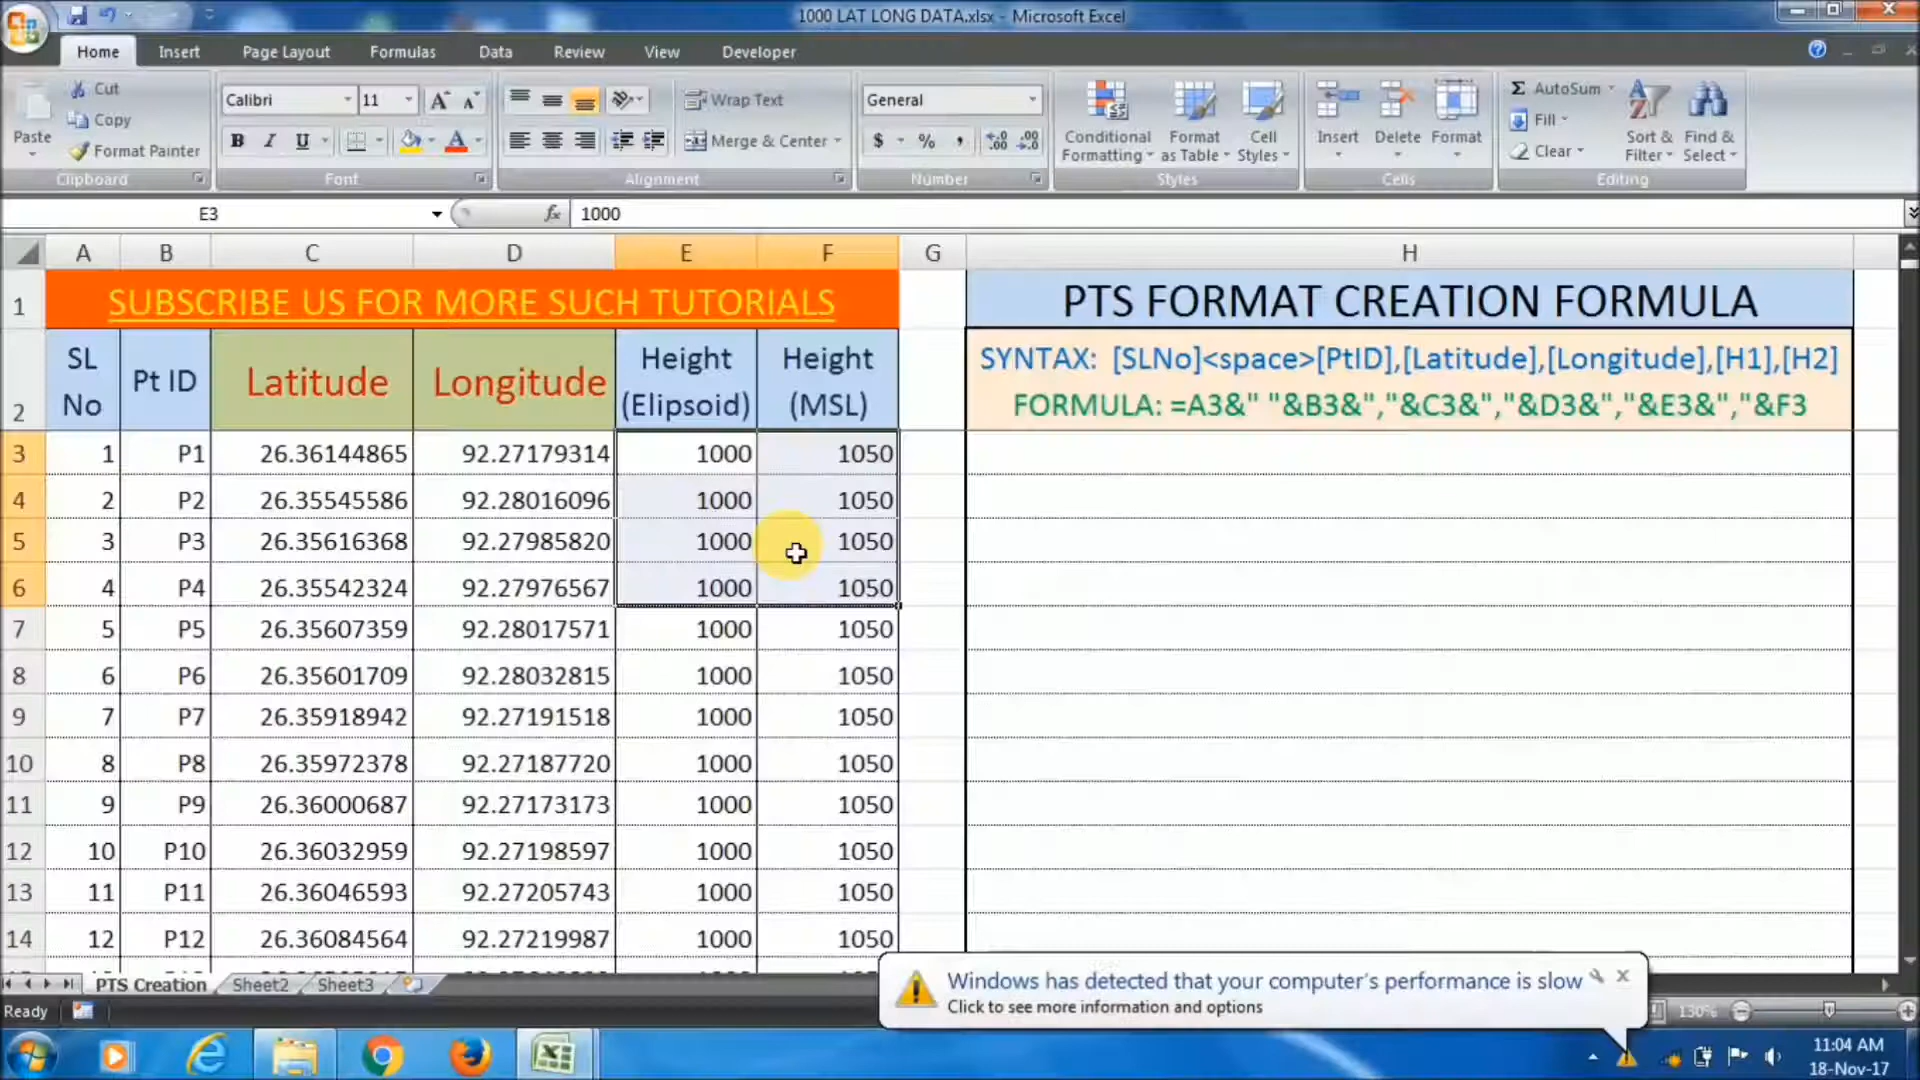 1000 LAT LONG DATA.xlsx - Microsoft Excel
Home Insert Page Layout Formulas Data Review View Developer
Paste Cut Copy Format Painter Clipboard
Calibri 11 B I U Font
Wrap Text Merge & Center Alignment
General $ % , Number
Conditional Formatting Format as Table Cell Styles Styles
Insert Delete Format Cells
AutoSum Fill Clear Sort & Filter Find & Select Editing
E3 fx 1000
A B C D E F G H
1 SUBSCRIBE US FOR MORE SUCH TUTORIALS PTS FORMAT CREATION FORMULA
2 SL No Pt ID Latitude Longitude Height (Elipsoid) Height (MSL)
SYNTAX: [SLNo]<space>[PtID],[Latitude],[Longitude],[H1],[H2]
FORMULA: =A3&" "&B3&","&C3&","&D3&","&E3&","&F3
3 1 P1 26.36144865 92.27179314 1000 1050
4 2 P2 26.35545586 92.28016096 1000 1050
5 3 P3 26.35616368 92.27985820 1000 1050
6 4 P4 26.35542324 92.27976567 1000 1050
7 5 P5 26.35607359 92.28017571 1000 1050
8 6 P6 26.35601709 92.28032815 1000 1050
9 7 P7 26.35918942 92.27191518 1000 1050
10 8 P8 26.35972378 92.27187720 1000 1050
11 9 P9 26.36000687 92.27173173 1000 1050
12 10 P10 26.36032959 92.27198597 1000 1050
13 11 P11 26.36046593 92.27205743 1000 1050
14 12 P12 26.36084564 92.27219987 1000 1050
PTS Creation Sheet2 Sheet3
Windows has detected that your computer's performance is slow
Click to see more information and options
Ready 130%
11:04 AM
18-Nov-17